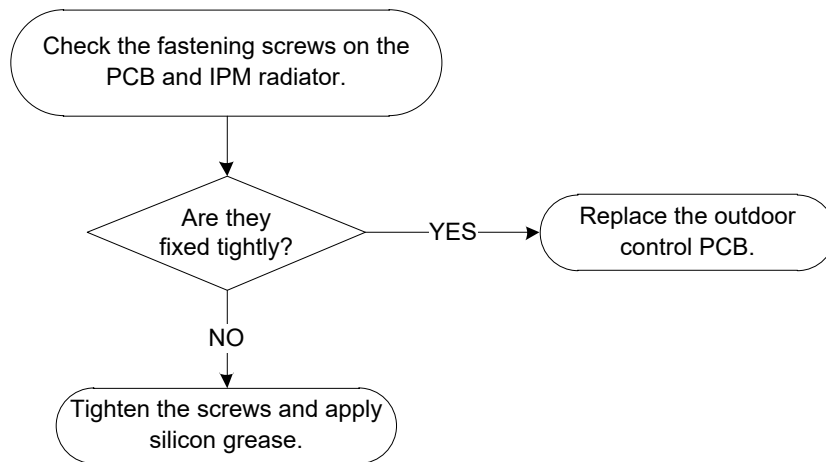 Check the fastening screws on the
PCB and IPM radiator.
Are they
fixed tightly?
YES
Replace the outdoor
control PCB.
NO
Tighten the screws and apply
silicon grease.